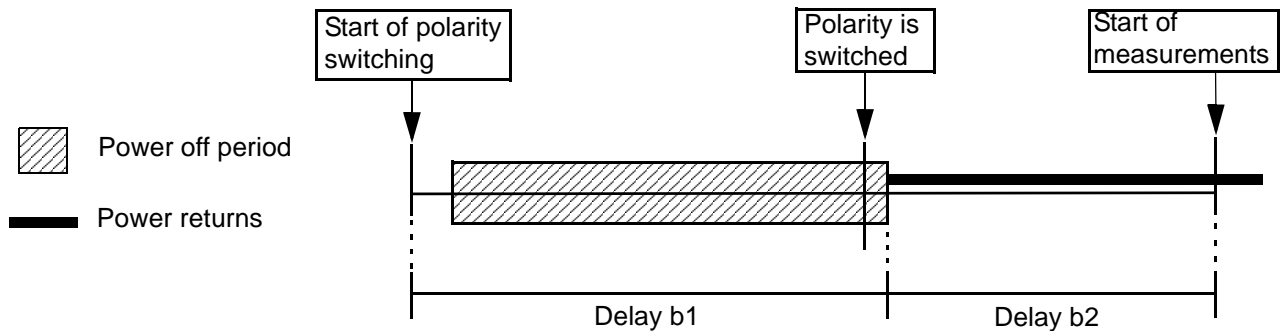 Start of polarity
switching
Polarity is
switched
Start of
measurements
Power off period
Power returns
Delay b1
Delay b2